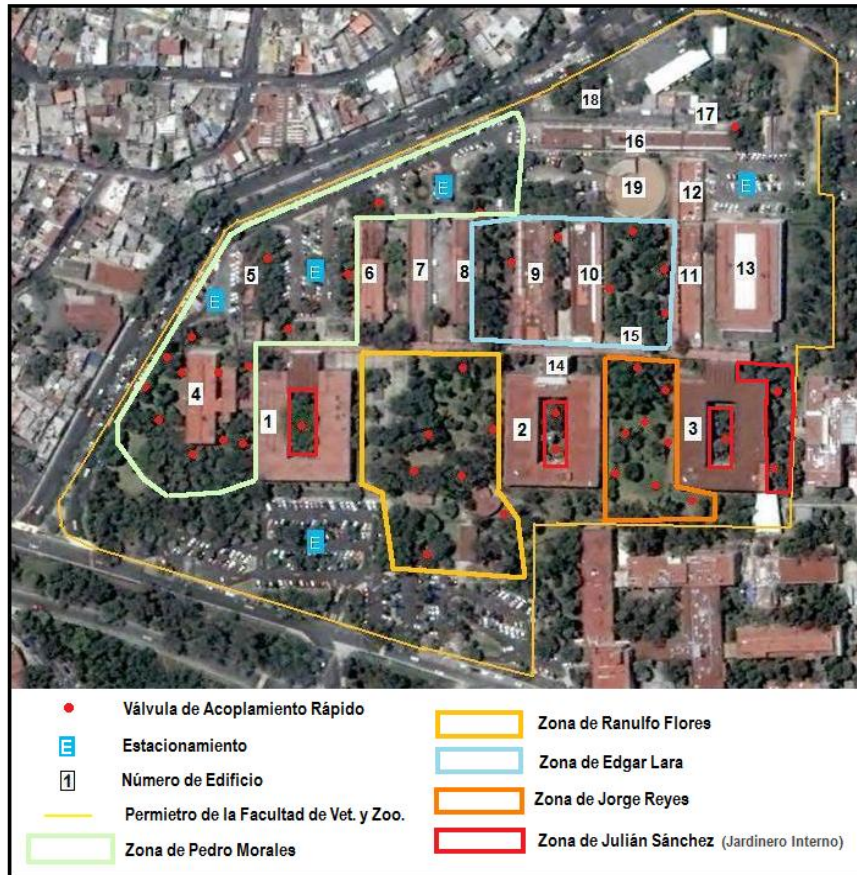 18
17
16
E
19
12
E
5
E
E
6
7
8
9
10
11
13
15
14
4
1
2
3
E
Válvula de Acoplamiento Rápido
E Estacionamiento
1 Número de Edificio
Permietro de la Facultad de Vet. y Zoo.
Zona de Pedro Morales
Zona de Ranulfo Flores
Zona de Edgar Lara
Zona de Jorge Reyes
Zona de Julián Sánchez (Jardinero Interno)